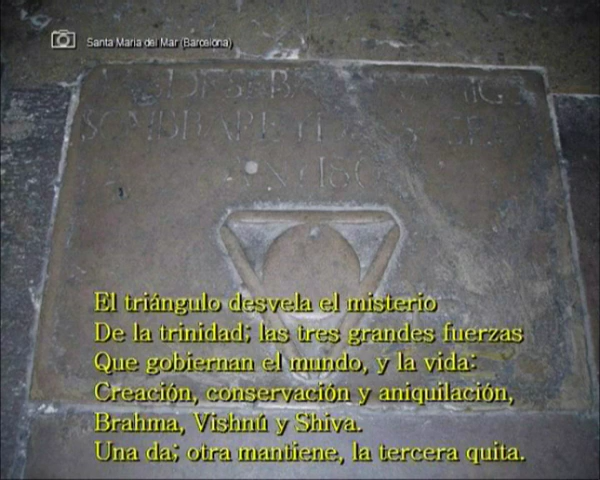 Santa Maria del Mar (Barcelona)
El triángulo desvela el misterio
De la trinidad; las tres grandes fuerzas
Que gobiernan el mundo, y la vida:
Creación, conservación y aniquilación,
Brahma, Vishnú y Shiva.
Una da; otra mantiene, la tercera quita.